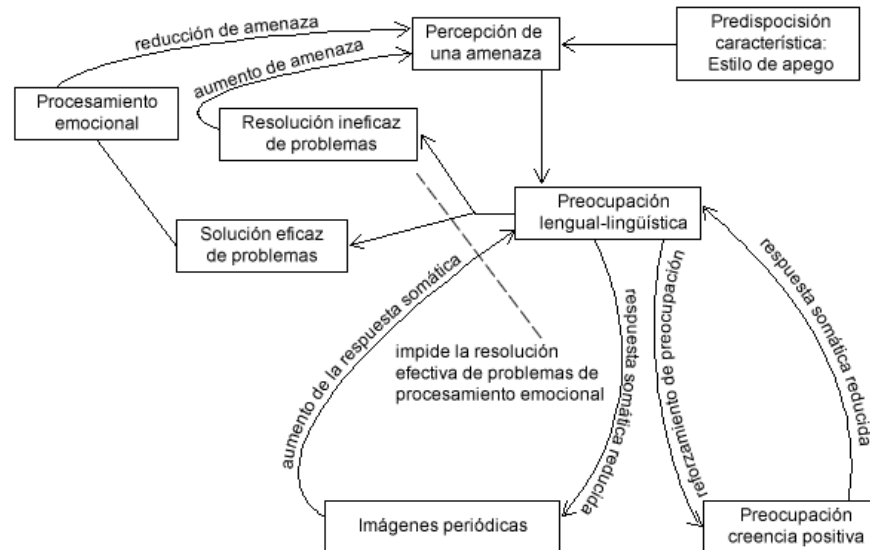 reducción de amenaza
Percepción de
una amenaza
Predispocisión
característica:
Estilo de apego
aumento de amenaza
Procesamiento
emocional
Resolución ineficaz
de problemas
Preocupación
lengual-lingüística
Solución eficaz
de problemas
aumento de la respuesta somática
impide la resolución
efectiva de problemas de
procesamiento emocional
respuesta somática reducida
reforzamiento de preocupación
respuesta somática reducida
Imágenes periódicas
Preocupación
creencia positiva